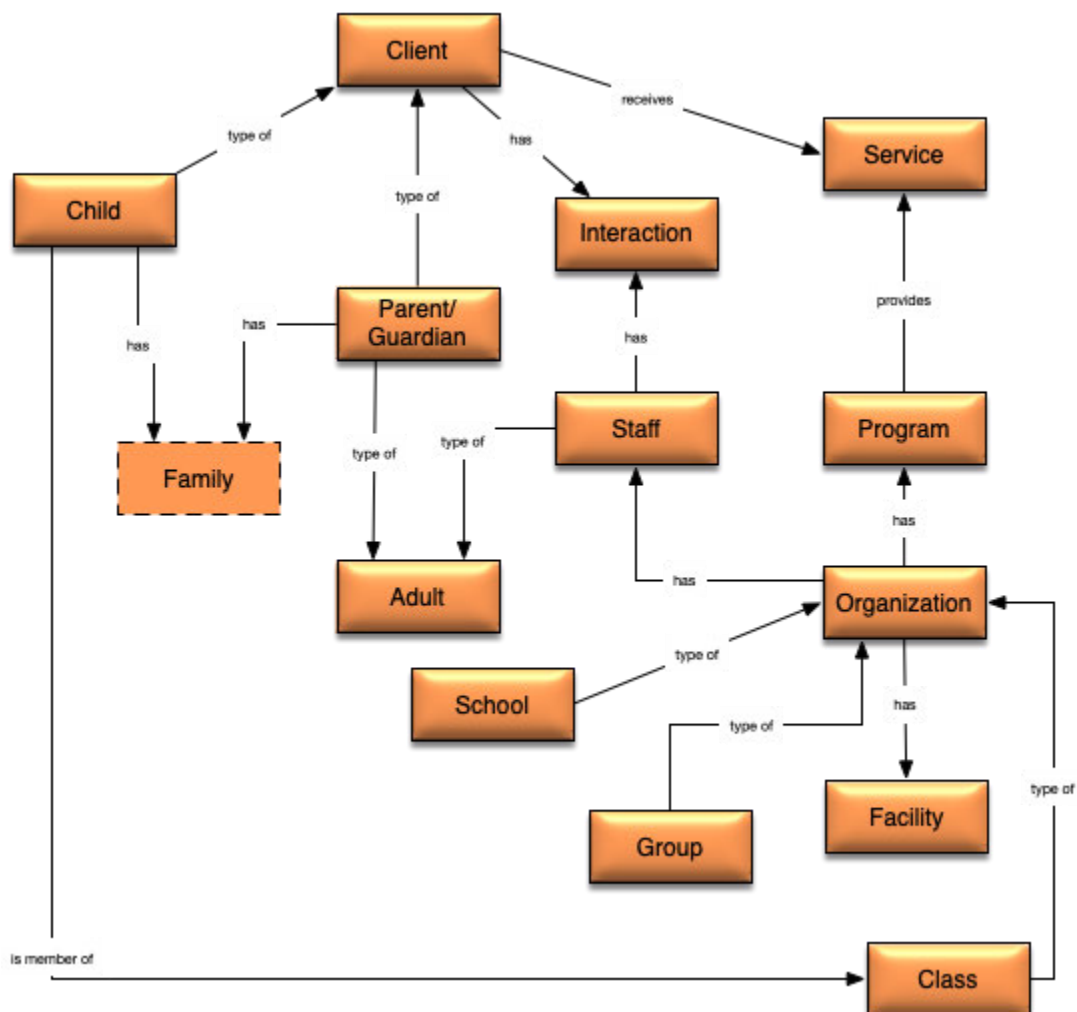 Client
receives
type of
has
Service
type of
Child
Interaction
provides
Parent/
Guardian
has
has
has
Staff
Program
type of
type of
Family
has
has
Adult
Organization
type of
School
has
type of
type of
Facility
Group
is member of
Class